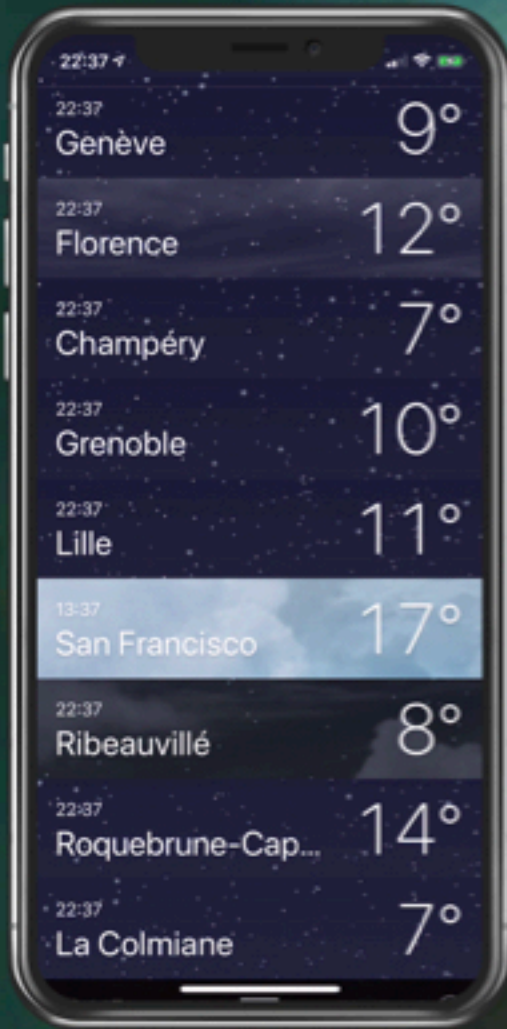 22:37
22:37
Genève
9°
22:37
Florence
12°
22:37
Champéry
7°
22:37
Grenoble
10°
22:37
Lille
11°
13:37
San Francisco
17°
22:37
Ribeauvillé
8°
22:37
Roquebrune-Cap...
14°
22:37
La Colmiane
7°